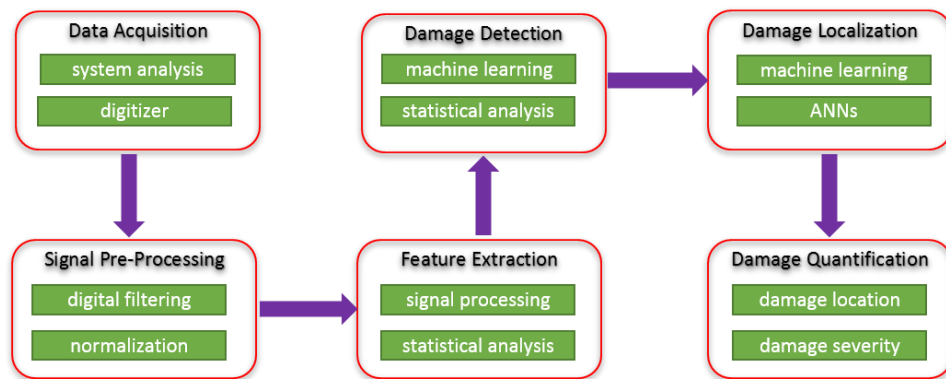 Data Acquisition
system analysis
digitizer
Signal Pre-Processing
digital filtering
normalization
Feature Extraction
signal processing
statistical analysis
Damage Detection
machine learning
statistical analysis
Damage Localization
machine learning
ANNs
Damage Quantification
damage location
damage severity